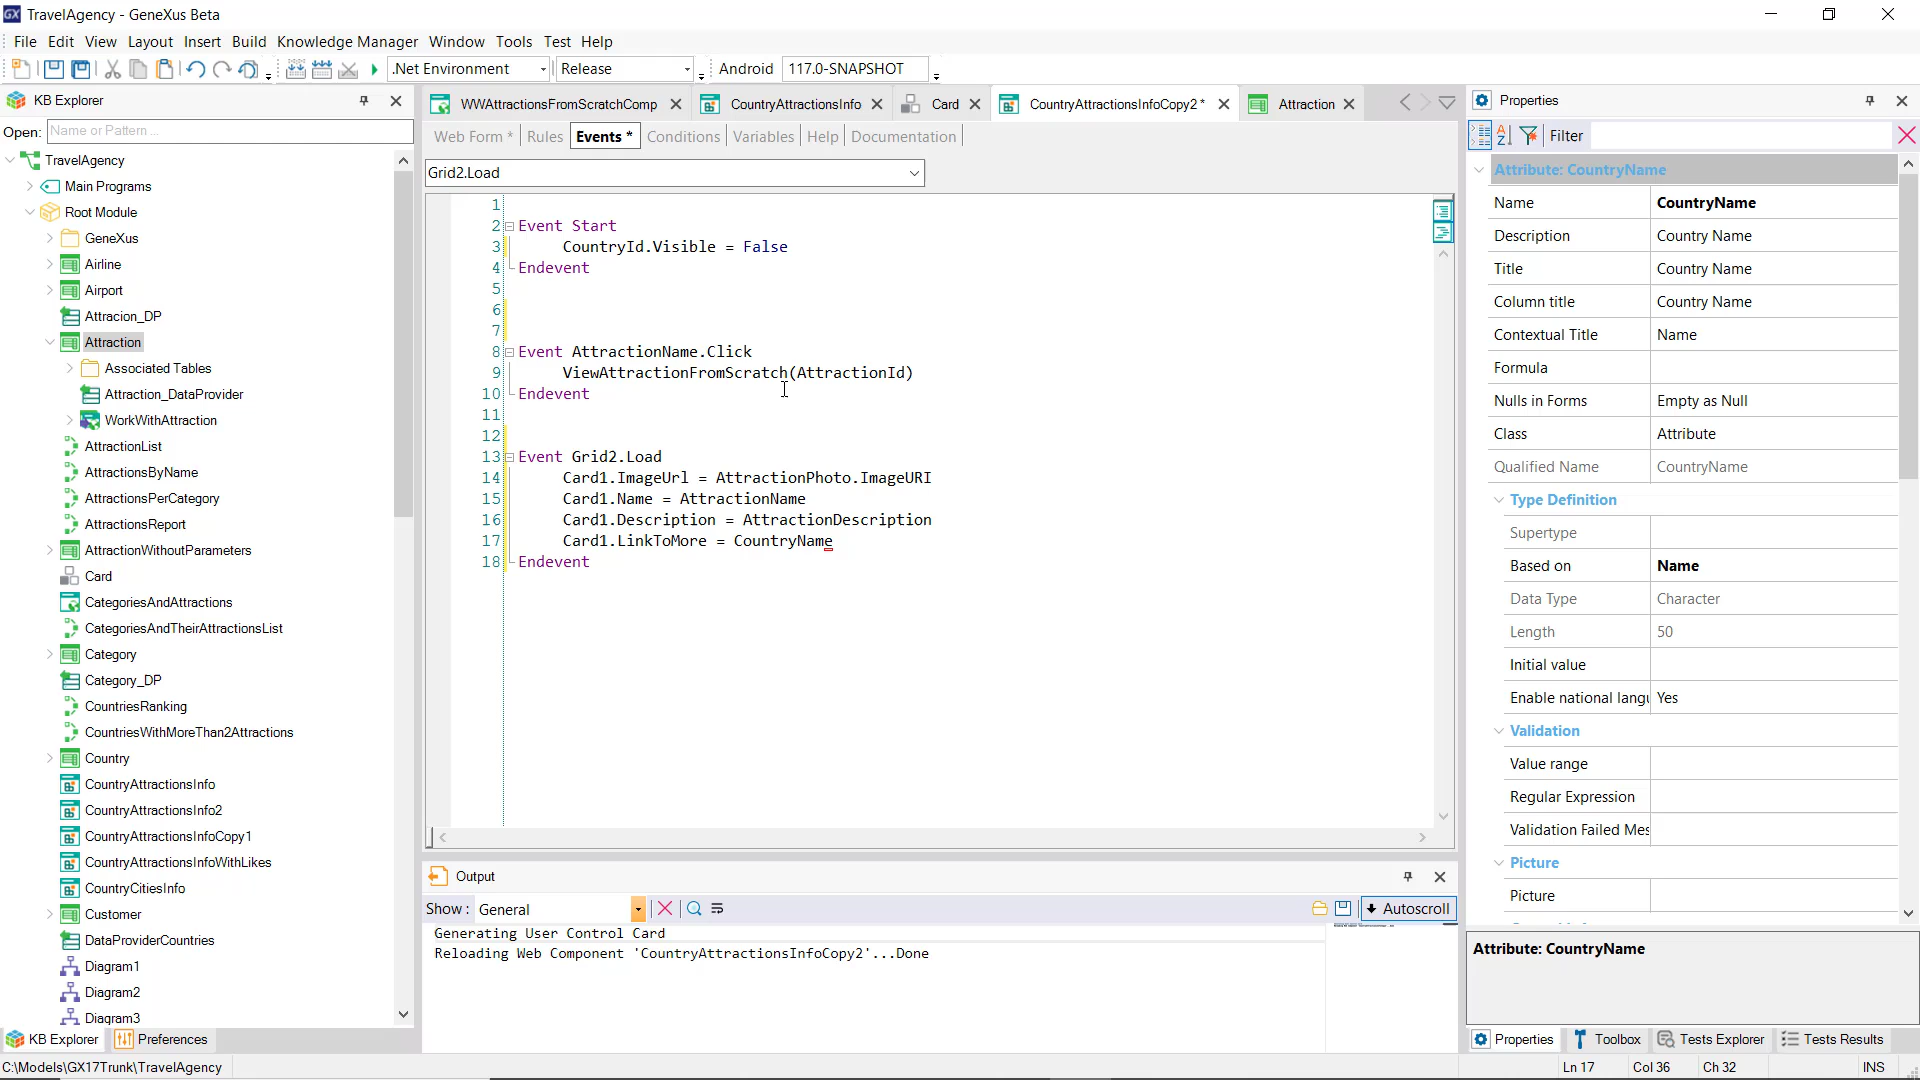 TravelAgency - GeneXus Beta
File Edit View Layout Insert Build Knowledge Manager Window Tools Test Help
.Net Environment Release Android 117.0-SNAPSHOT
KB Explorer
Open: Name or Pattern ...
TravelAgency
Main Programs
Root Module
GeneXus
Airline
Airport
Attracion_DP
Attraction
Associated Tables
Attraction_DataProvider
WorkWithAttraction
AttractionList
AttractionsByName
AttractionsPerCategory
AttractionsReport
AttractionWithoutParameters
Card
CategoriesAndAttractions
CategoriesAndTheirAttractionsList
Category
Category_DP
CountriesRanking
CountriesWithMoreThan2Attractions
Country
CountryAttractionsInfo
CountryAttractionsInfo2
CountryAttractionsInfoCopy1
CountryAttractionsInfoWithLikes
CountryCitiesInfo
Customer
DataProviderCountries
Diagram1
Diagram2
Diagram3
KB Explorer Preferences
WWAttractionsFromScratchComp CountryAttractionsInfo Card CountryAttractionsInfoCopy2 * Attraction
Web Form * Rules Events * Conditions Variables Help Documentation
Grid2.Load
1
2 Event Start
3 CountryId.Visible = False
4 Endevent
5
6
7
8 Event AttractionName.Click
9 ViewAttractionFromScratch(AttractionId)
10 Endevent
11
12
13 Event Grid2.Load
14 Card1.ImageUrl = AttractionPhoto.ImageURI
15 Card1.Name = AttractionName
16 Card1.Description = AttractionDescription
17 Card1.LinkToMore = CountryName
18 Endevent
Output
Show : General Autoscroll
Generating User Control Card
Reloading Web Component 'CountryAttractionsInfoCopy2'...Done
Properties
Filter
Attribute: CountryName
Name CountryName
Description Country Name
Title Country Name
Column title Country Name
Contextual Title Name
Formula
Nulls in Forms Empty as Null
Class Attribute
Qualified Name CountryName
Type Definition
Supertype
Based on Name
Data Type Character
Length 50
Initial value
Enable national langu Yes
Validation
Value range
Regular Expression
Validation Failed Mes
Picture
Picture
Attribute: CountryName
Properties Toolbox Tests Explorer Tests Results
C:\Models\GX17Trunk\TravelAgency Ln 17 Col 36 Ch 32 INS